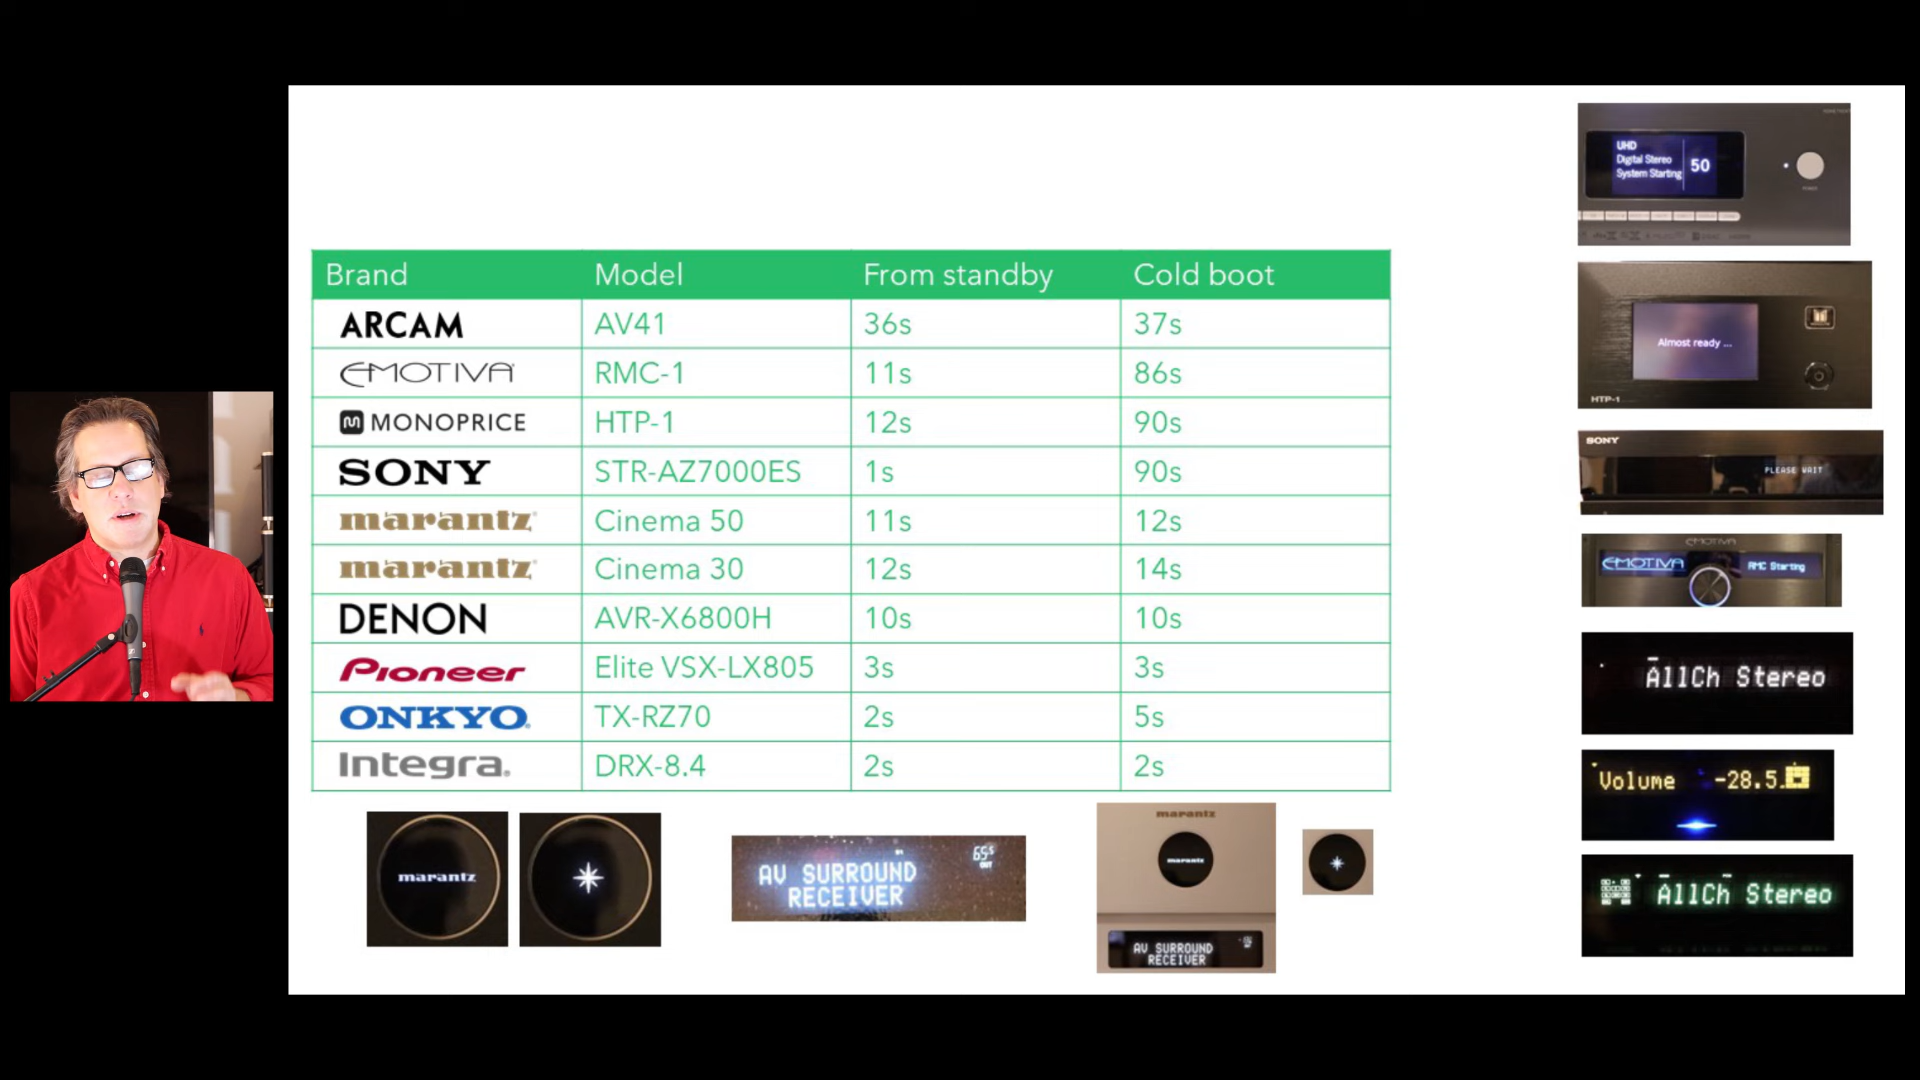 Brand Model From standby Cold boot
ARCAM AV41 36s 37s
EMOTIVA RMC-1 11s 86s
MONOPRICE HTP-1 12s 90s
SONY STR-AZ7000ES 1s 90s
marantz Cinema 50 11s 12s
marantz Cinema 30 12s 14s
DENON AVR-X6800H 10s 10s
Pioneer Elite VSX-LX805 3s 3s
ONKYO TX-RZ70 2s 5s
Integra DRX-8.4 2s 2s
marantz
AV SURROUND
RECEIVER
marantz
marantz
AV SURROUND
RECEIVER
UHD
Digital Stereo
System Starting
50
POWER
Almost ready ...
HTP-1
SONY
PLEASE WAIT
EMOTIVA
EMOTIVA
RMC Starting
AllCh Stereo
Volume -28.5
AllCh Stereo